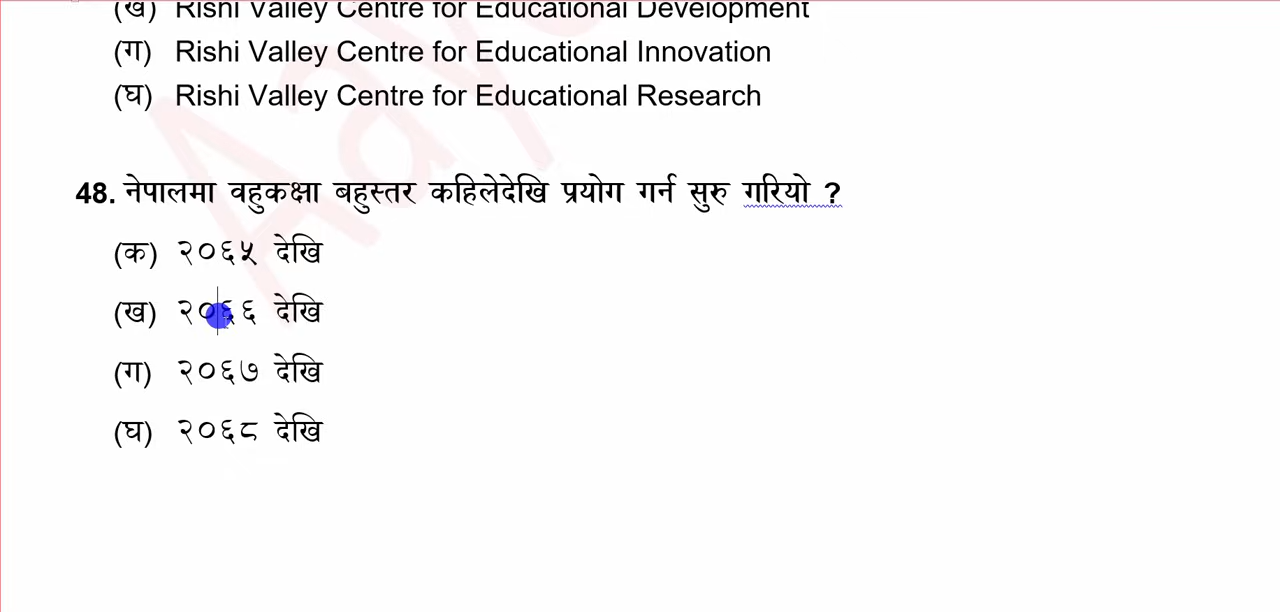 (ख) Rishi Valley Centre for Educational Development
(ग) Rishi Valley Centre for Educational Innovation
(घ) Rishi Valley Centre for Educational Research
48. नेपालमा वहुकक्षा बहुस्तर कहिलेदेखि प्रयोग गर्न सुरु गरियो ?
(क) २०६५ देखि
(ख) २०६६ देखि
(ग) २०६७ देखि
(घ) २०६८ देखि